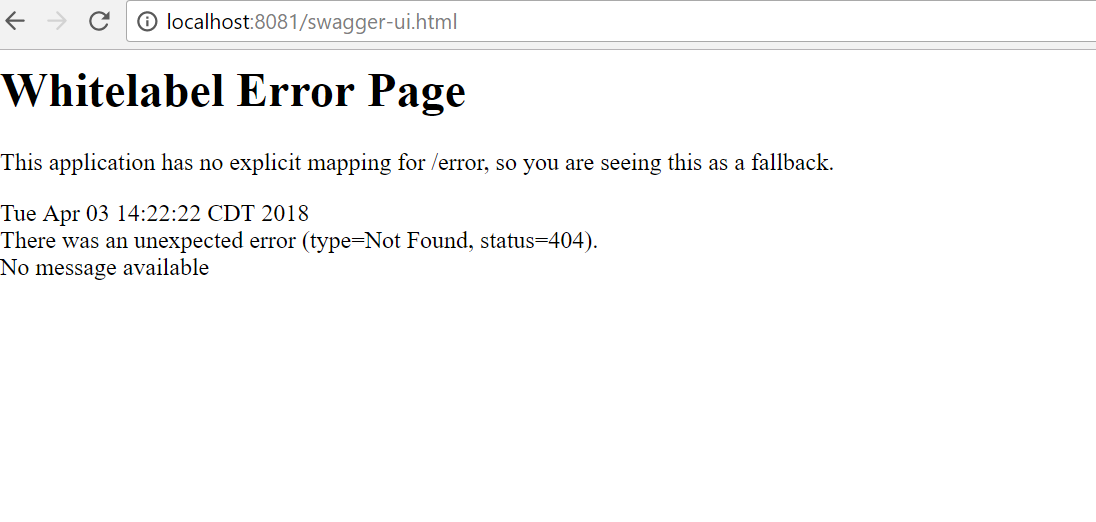 localhost:8081/swagger-ui.html
Whitelabel Error Page
This application has no explicit mapping for /error, so you are seeing this as a fallback.
Tue Apr 03 14:22:22 CDT 2018
There was an unexpected error (type=Not Found, status=404).
No message available